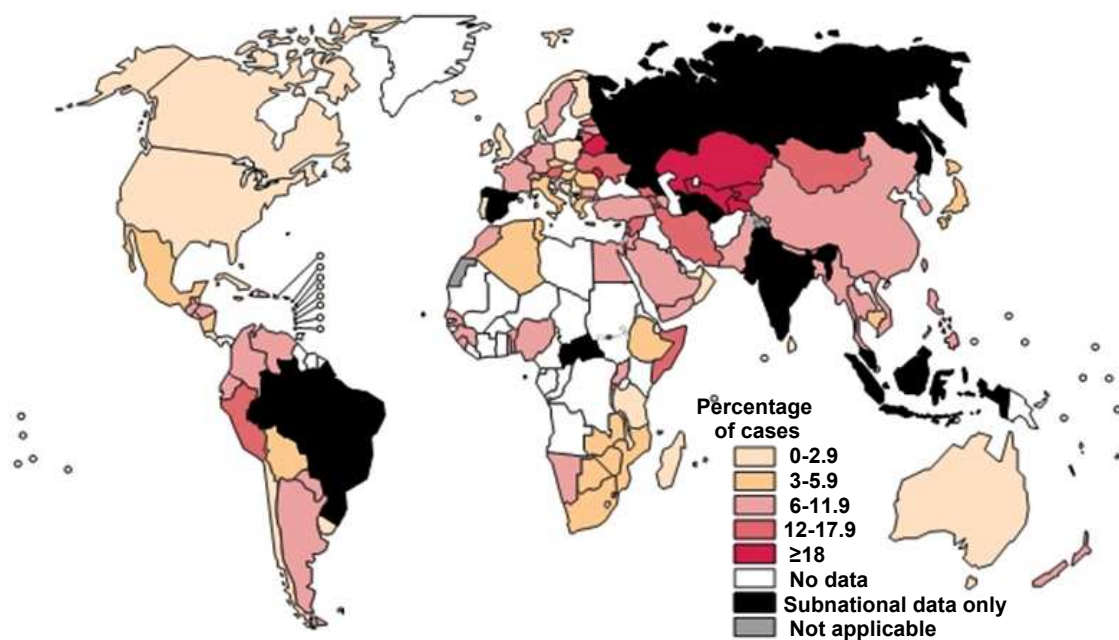 Percentage
of cases
0-2.9
3-5.9
6-11.9
12-17.9
≥18
No data
Subnational data only
Not applicable